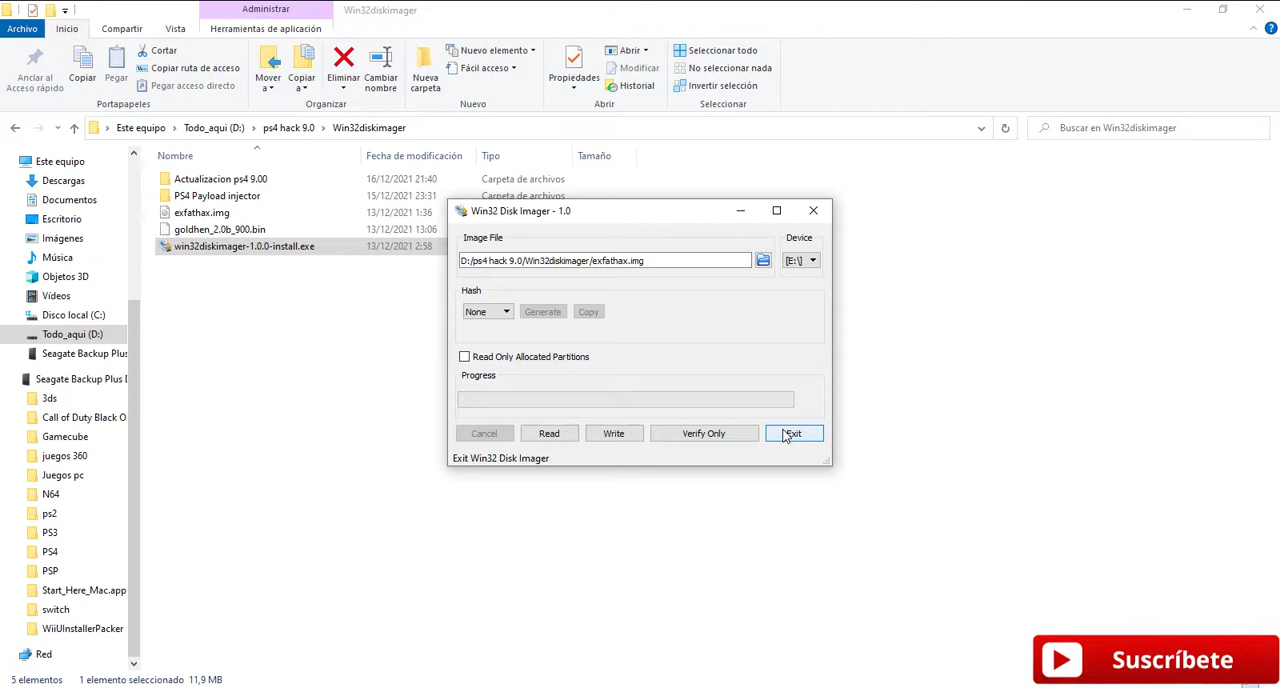 Administrar
Win32diskimager
Archivo
Inicio
Compartir
Vista
Herramientas de aplicación
Anclar al
Acceso rápido
Copiar
Pegar
Cortar
Copiar ruta de acceso
Pegar acceso directo
Portapapeles
Mover
a
Copiar
a
Eliminar
Cambiar
nombre
Organizar
Nueva
carpeta
Nuevo elemento
Fácil acceso
Nuevo
Propiedades
Abrir
Modificar
Historial
Abrir
Seleccionar todo
No seleccionar nada
Invertir selección
Seleccionar
Este equipo > Todo_aqui (D:) > ps4 hack 9.0 > Win32diskimager
Buscar en Win32diskimager
Este equipo
Descargas
Documentos
Escritorio
Imágenes
Música
Objetos 3D
Vídeos
Disco local (C:)
Todo_aqui (D:)
Seagate Backup Plus
Seagate Backup Plus D
3ds
Call of Duty Black O
Gamecube
juegos 360
Juegos pc
N64
ps2
PS3
PS4
PSP
Start_Here_Mac.app
switch
WiiUInstallerPacker
Red
Nombre Fecha de modificación Tipo Tamaño
Actualizacion ps4 9.00 16/12/2021 21:40 Carpeta de archivos
PS4 Payload injector 15/12/2021 23:31 Carpeta de archivos
exfathax.img 13/12/2021 1:36
goldhen_2.0b_900.bin 13/12/2021 13:06
win32diskimager-1.0.0-install.exe 13/12/2021 2:58
Win32 Disk Imager - 1.0
Image File
Device
D:/ps4 hack 9.0/Win32diskimager/exfathax.img
[E:\]
Hash
None
Generate
Copy
Read Only Allocated Partitions
Progress
Cancel
Read
Write
Verify Only
Exit
Exit Win32 Disk Imager
Suscríbete
5 elementos
1 elemento seleccionado 11,9 MB